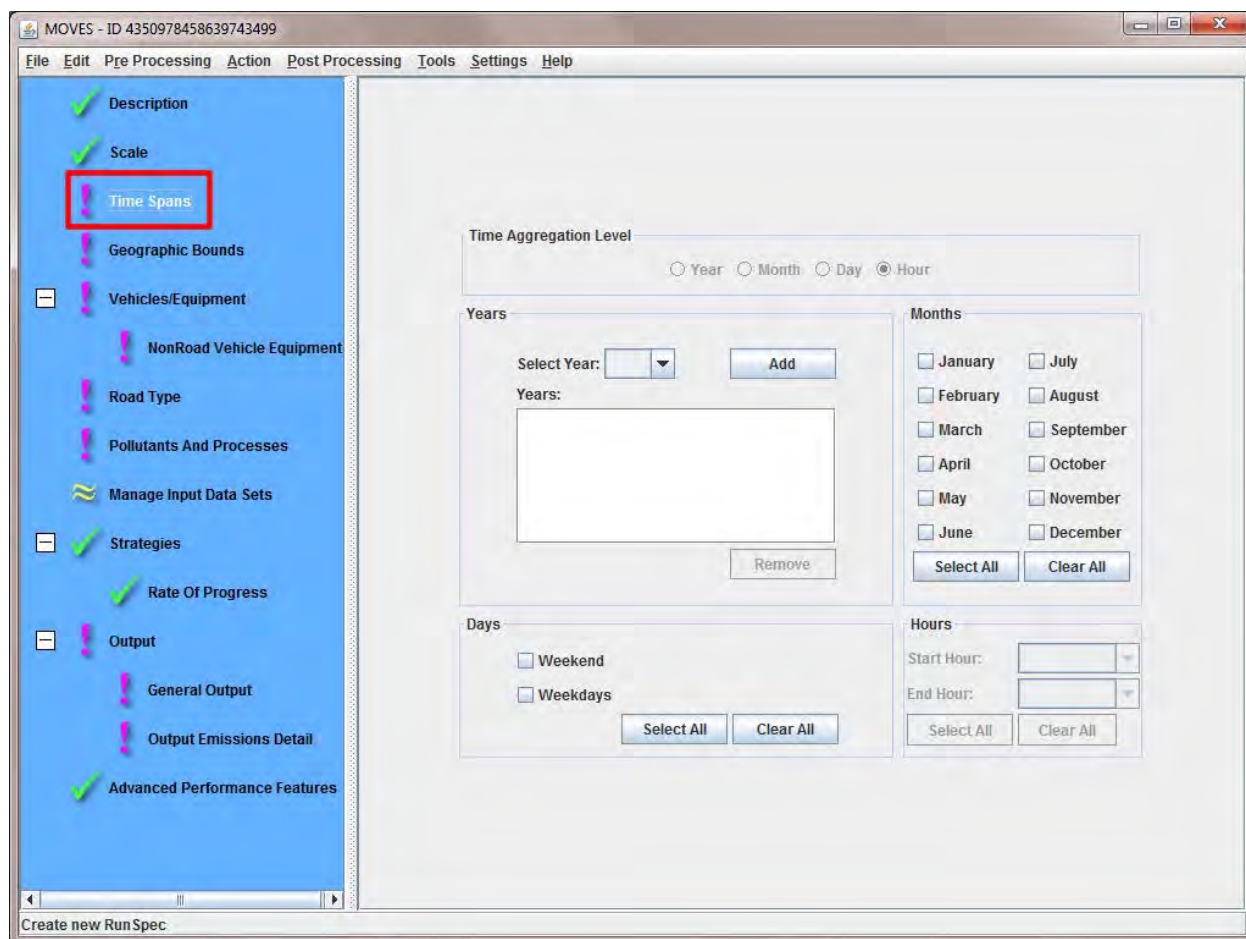 MOVES - ID 4350978458639743499
File Edit Pre Processing Action Post Processing Tools Settings Help
Description
Scale
Time Spans
Geographic Bounds
Vehicles/Equipment
NonRoad Vehicle Equipment
Road Type
Pollutants And Processes
Manage Input Data Sets
Strategies
Rate Of Progress
Output
General Output
Output Emissions Detail
Advanced Performance Features
Time Aggregation Level
Year Month Day Hour
Years
Select Year: Add
Years:
Remove
Months
January July
February August
March September
April October
May November
June December
Select All Clear All
Days
Weekend
Weekdays
Select All Clear All
Hours
Start Hour:
End Hour:
Select All Clear All
Create new RunSpec